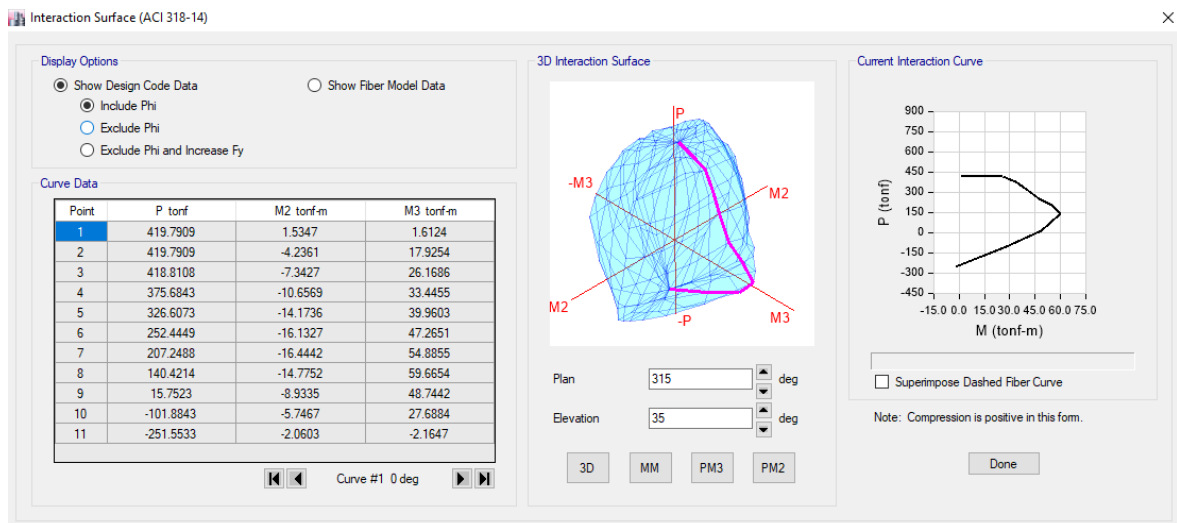 Interaction Surface (ACI 318-14)
Display Options
Show Design Code Data
Show Fiber Model Data
Include Phi
Exclude Phi
Exclude Phi and Increase Fy
Curve Data
Point P tonf M2 tonf-m M3 tonf-m
1 419.7909 1.5347 1.6124
2 419.7909 -4.2361 17.9254
3 418.8108 -7.3427 26.1686
4 375.6843 -10.6569 33.4455
5 326.6073 -14.1736 39.9603
6 252.4449 -16.1327 47.2651
7 207.2488 -16.4442 54.8855
8 140.4214 -14.7752 59.6654
9 15.7523 -8.9335 48.7442
10 -101.8843 -5.7467 27.6884
11 -251.5533 -2.0603 -2.1647
Curve #1 0 deg
3D Interaction Surface
P
-M3
M2
M2
-P
M3
Plan 315 deg
Elevation 35 deg
3D MM PM3 PM2
Current Interaction Curve
900
750
600
450
300
150
0
-150
-300
-450
P (tonf)
-15.0 0.0 15.0 30.0 45.0 60.0 75.0
M (tonf-m)
Superimpose Dashed Fiber Curve
Note: Compression is positive in this form.
Done